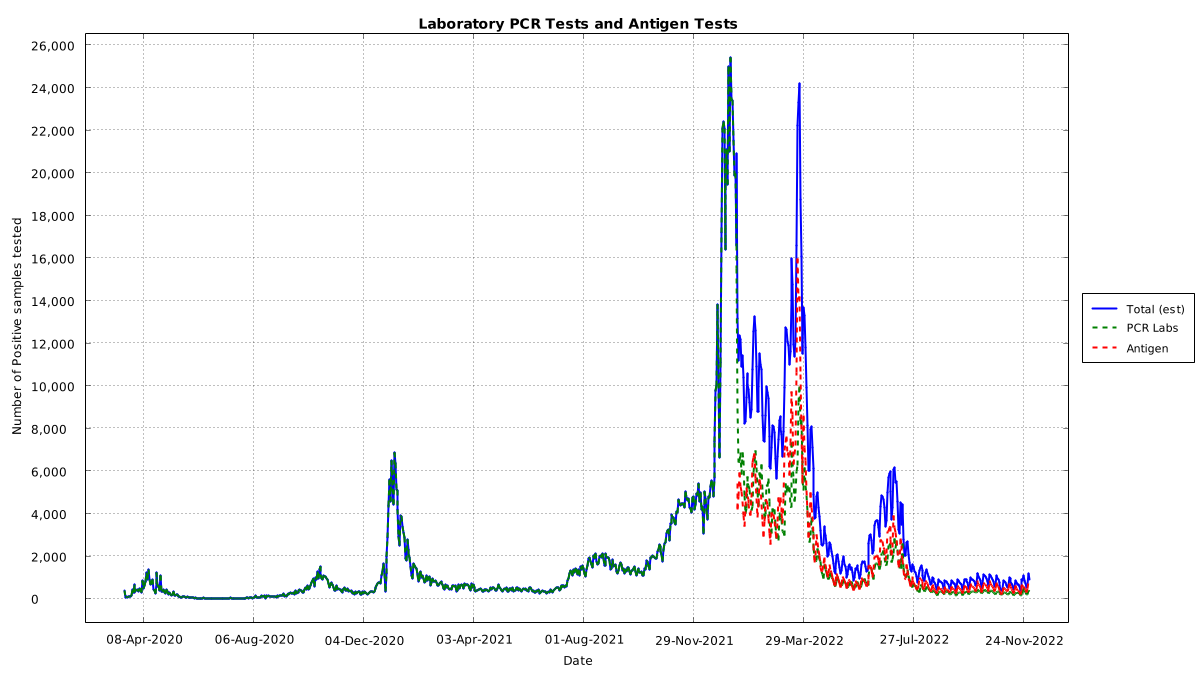 Laboratory PCR Tests and Antigen Tests
26,000
24,000
22,000
20,000
18,000
16,000
14,000
12,000
10,000
8,000
6,000
4,000
2,000
0
Number of Positive samples tested
08-Apr-2020
06-Aug-2020
04-Dec-2020
03-Apr-2021
01-Aug-2021
29-Nov-2021
29-Mar-2022
27-Jul-2022
24-Nov-2022
Date
Total (est)
PCR Labs
Antigen